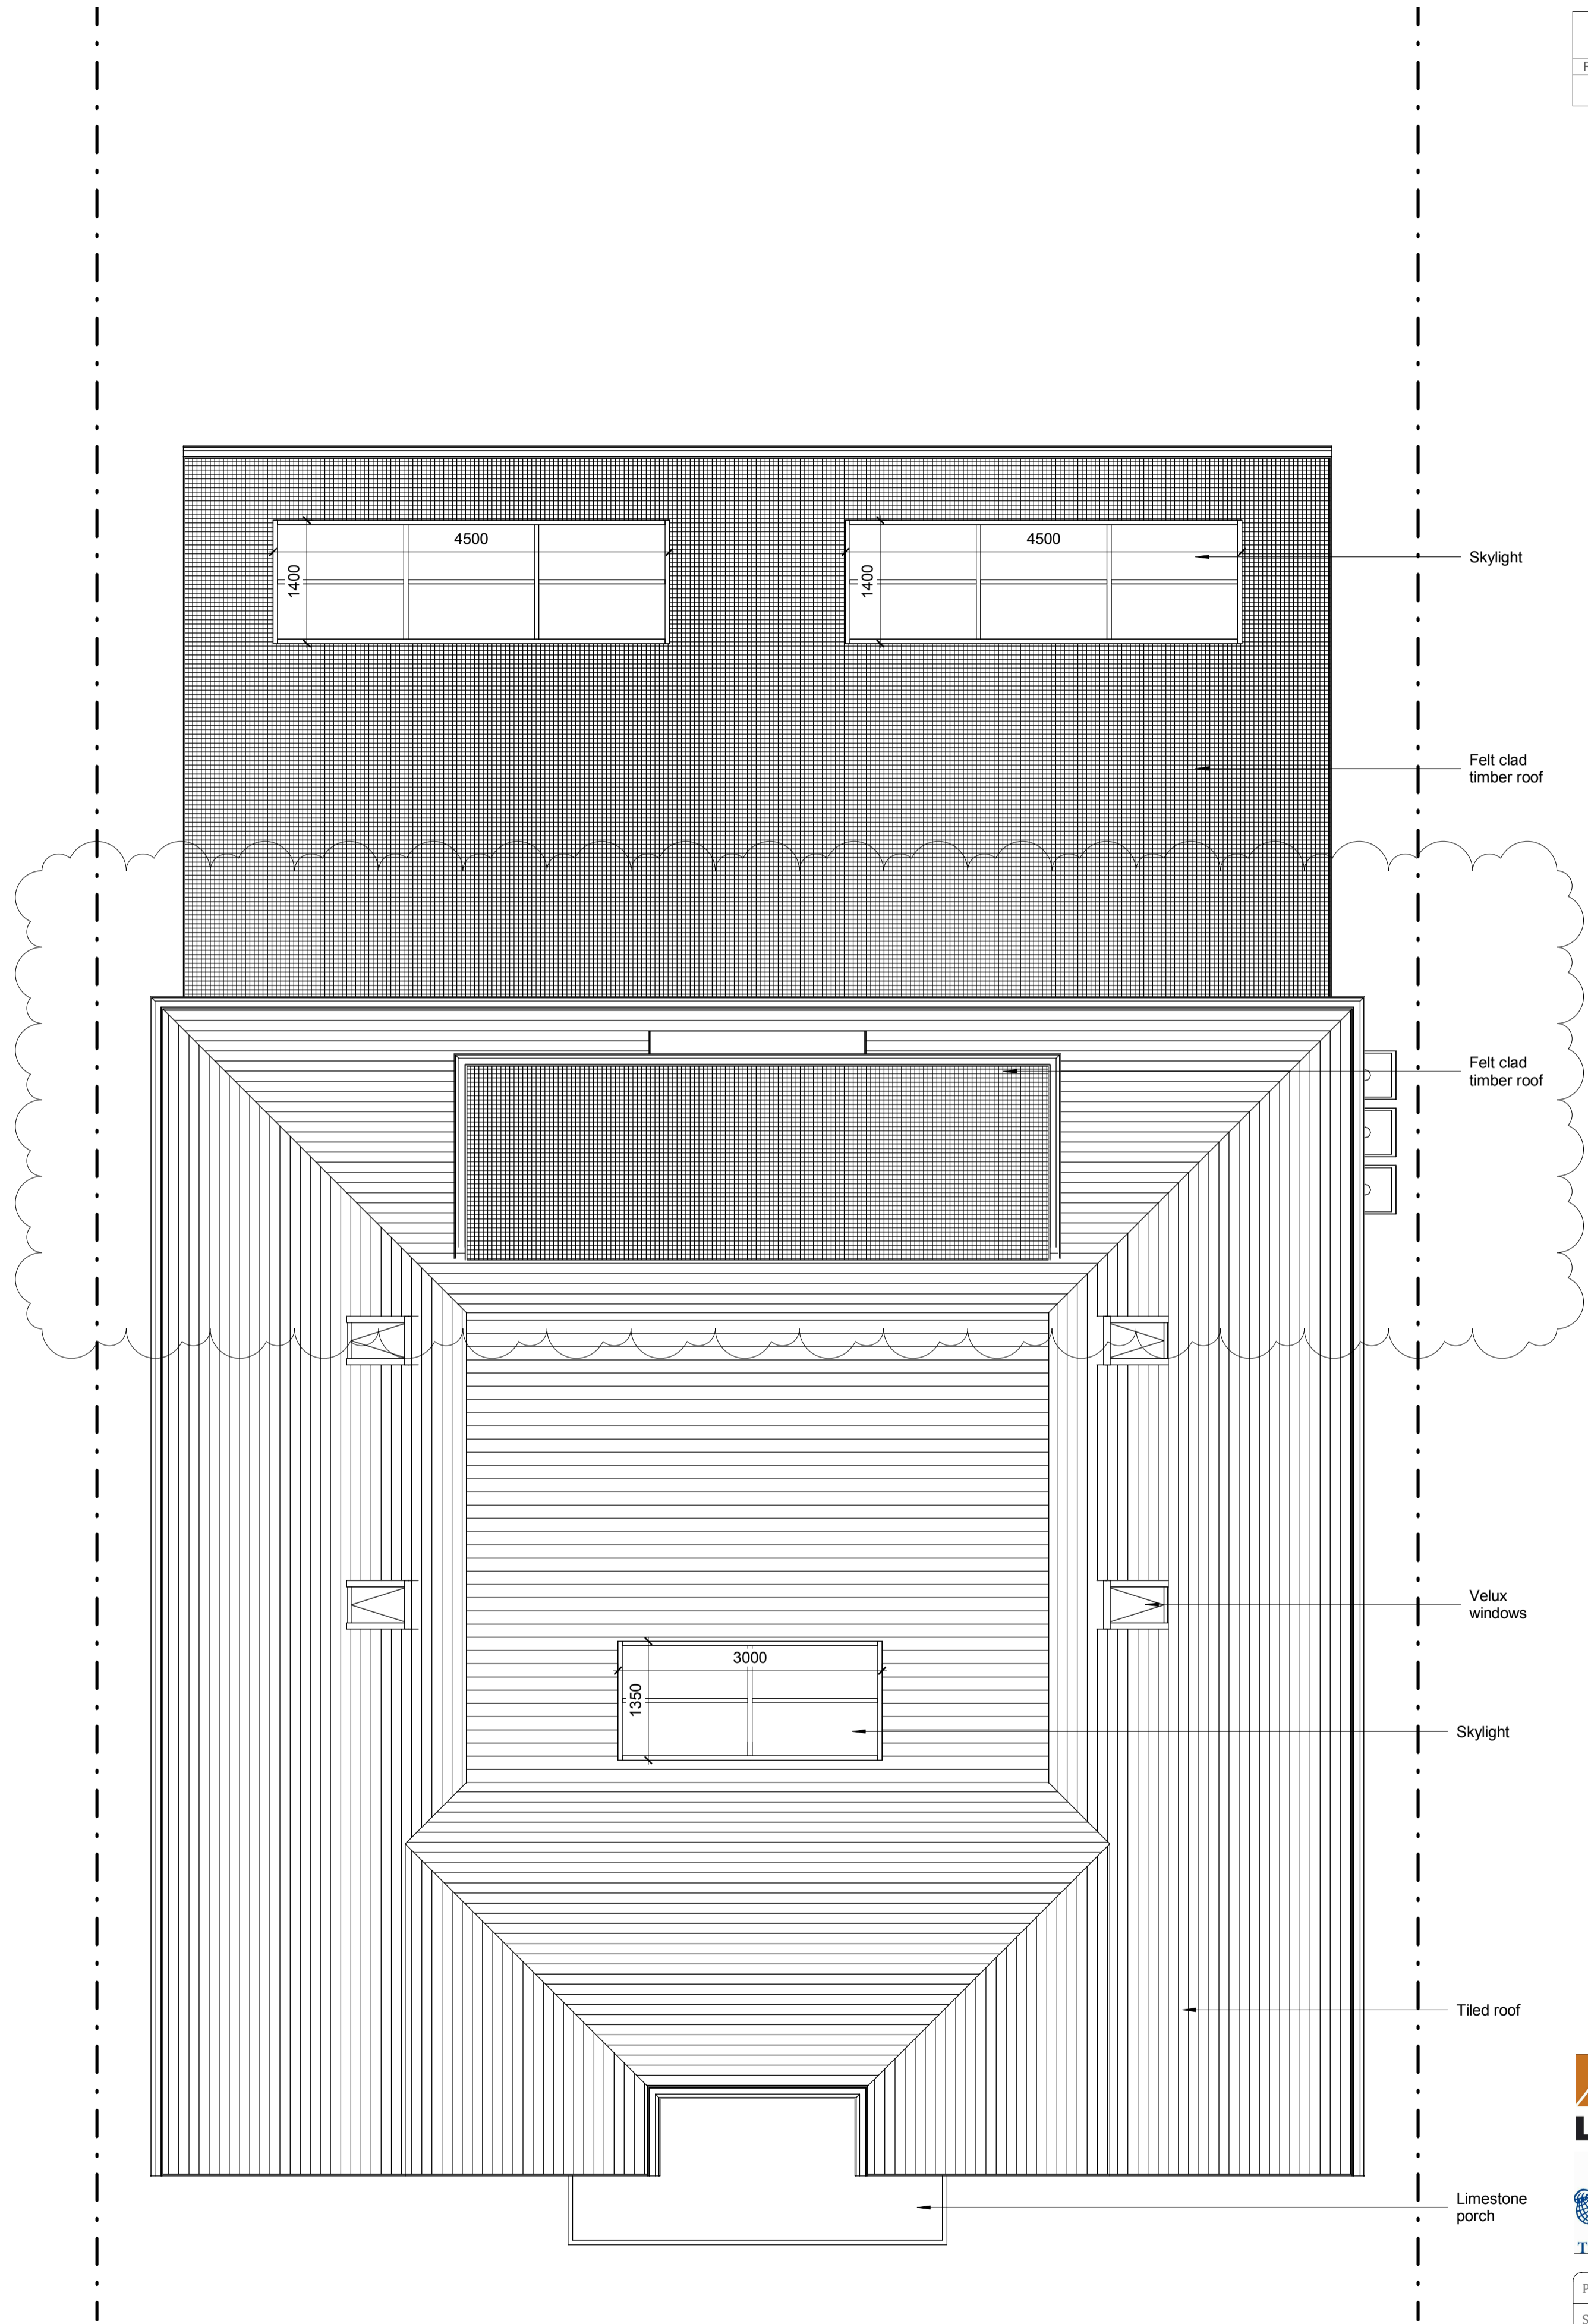 4500
4500
Skylight
1400
1400
Felt clad
timber roof
Felt clad
timber roof
Velux
windows
3000
1350
Skylight
Tiled roof
Limestone
porch